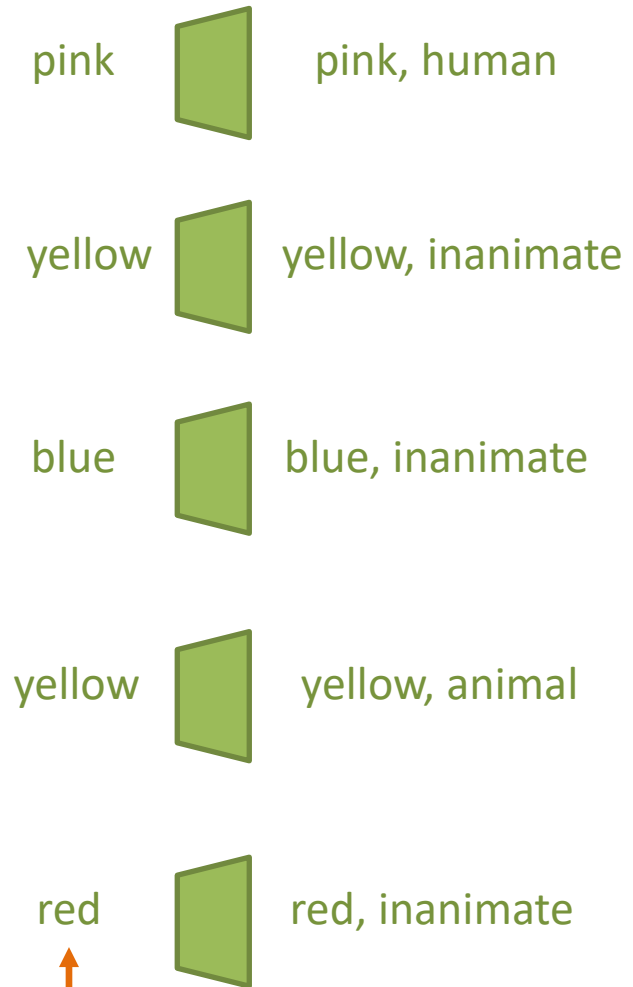 pink pink, human
yellow yellow, inanimate
blue blue, inanimate
yellow yellow, animal
red red, inanimate